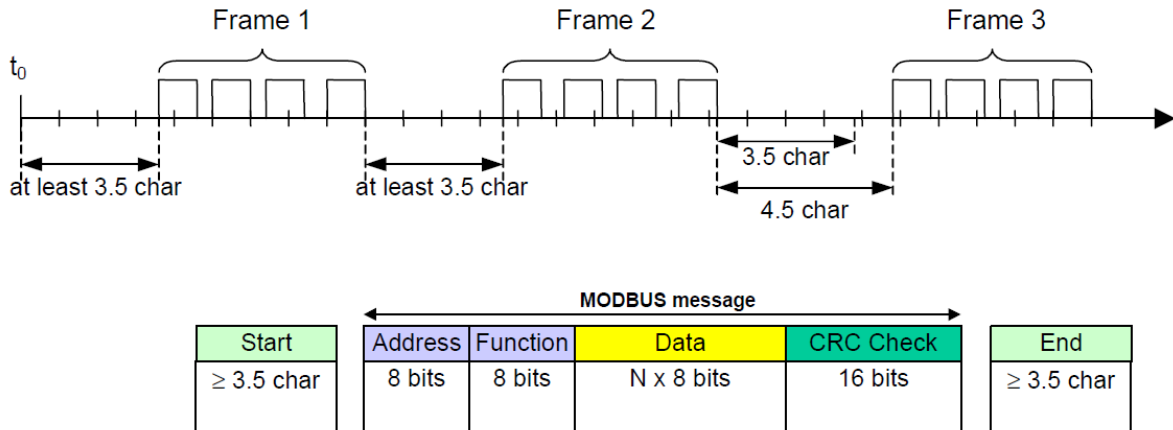 Frame 1 Frame 2 Frame 3
t0
at least 3.5 char at least 3.5 char 3.5 char
4.5 char
MODBUS message
Start Address Function Data CRC Check End
≥ 3.5 char 8 bits 8 bits N x 8 bits 16 bits ≥ 3.5 char